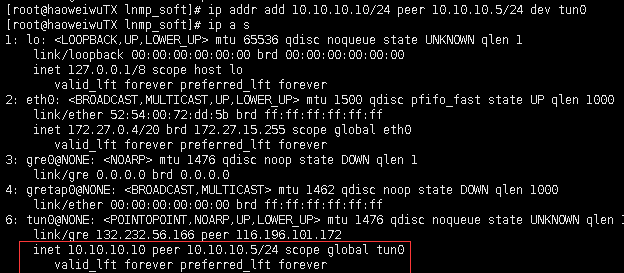 [root@haoweiwuTX lnmp_soft]# ip addr add 10.10.10.10/24 peer 10.10.10.5/24 dev tun0
[root@haoweiwuTX lnmp_soft]# ip a s
1: lo: <LOOPBACK,UP,LOWER_UP> mtu 65536 qdisc noqueue state UNKNOWN qlen 1
link/loopback 00:00:00:00:00:00 brd 00:00:00:00:00:00
inet 127.0.0.1/8 scope host lo
valid_lft forever preferred_lft forever
2: eth0: <BROADCAST,MULTICAST,UP,LOWER_UP> mtu 1500 qdisc pfifo_fast state UP qlen 1000
link/ether 52:54:00:72:dd:5b brd ff:ff:ff:ff:ff:ff
inet 172.27.0.4/20 brd 172.27.15.255 scope global eth0
valid_lft forever preferred_lft forever
3: gre0@NONE: <NOARP> mtu 1476 qdisc noop state DOWN qlen 1
link/gre 0.0.0.0 brd 0.0.0.0
4: gretap0@NONE: <BROADCAST,MULTICAST> mtu 1462 qdisc noop state DOWN qlen 1000
link/ether 00:00:00:00:00:00 brd ff:ff:ff:ff:ff:ff
6: tun0@NONE: <POINTOPOINT,NOARP,UP,LOWER_UP> mtu 1476 qdisc noqueue state UNKNOWN qlen 1
link/gre 132.232.56.166 peer 116.196.101.172
inet 10.10.10.10 peer 10.10.10.5/24 scope global tun0
valid_lft forever preferred_lft forever